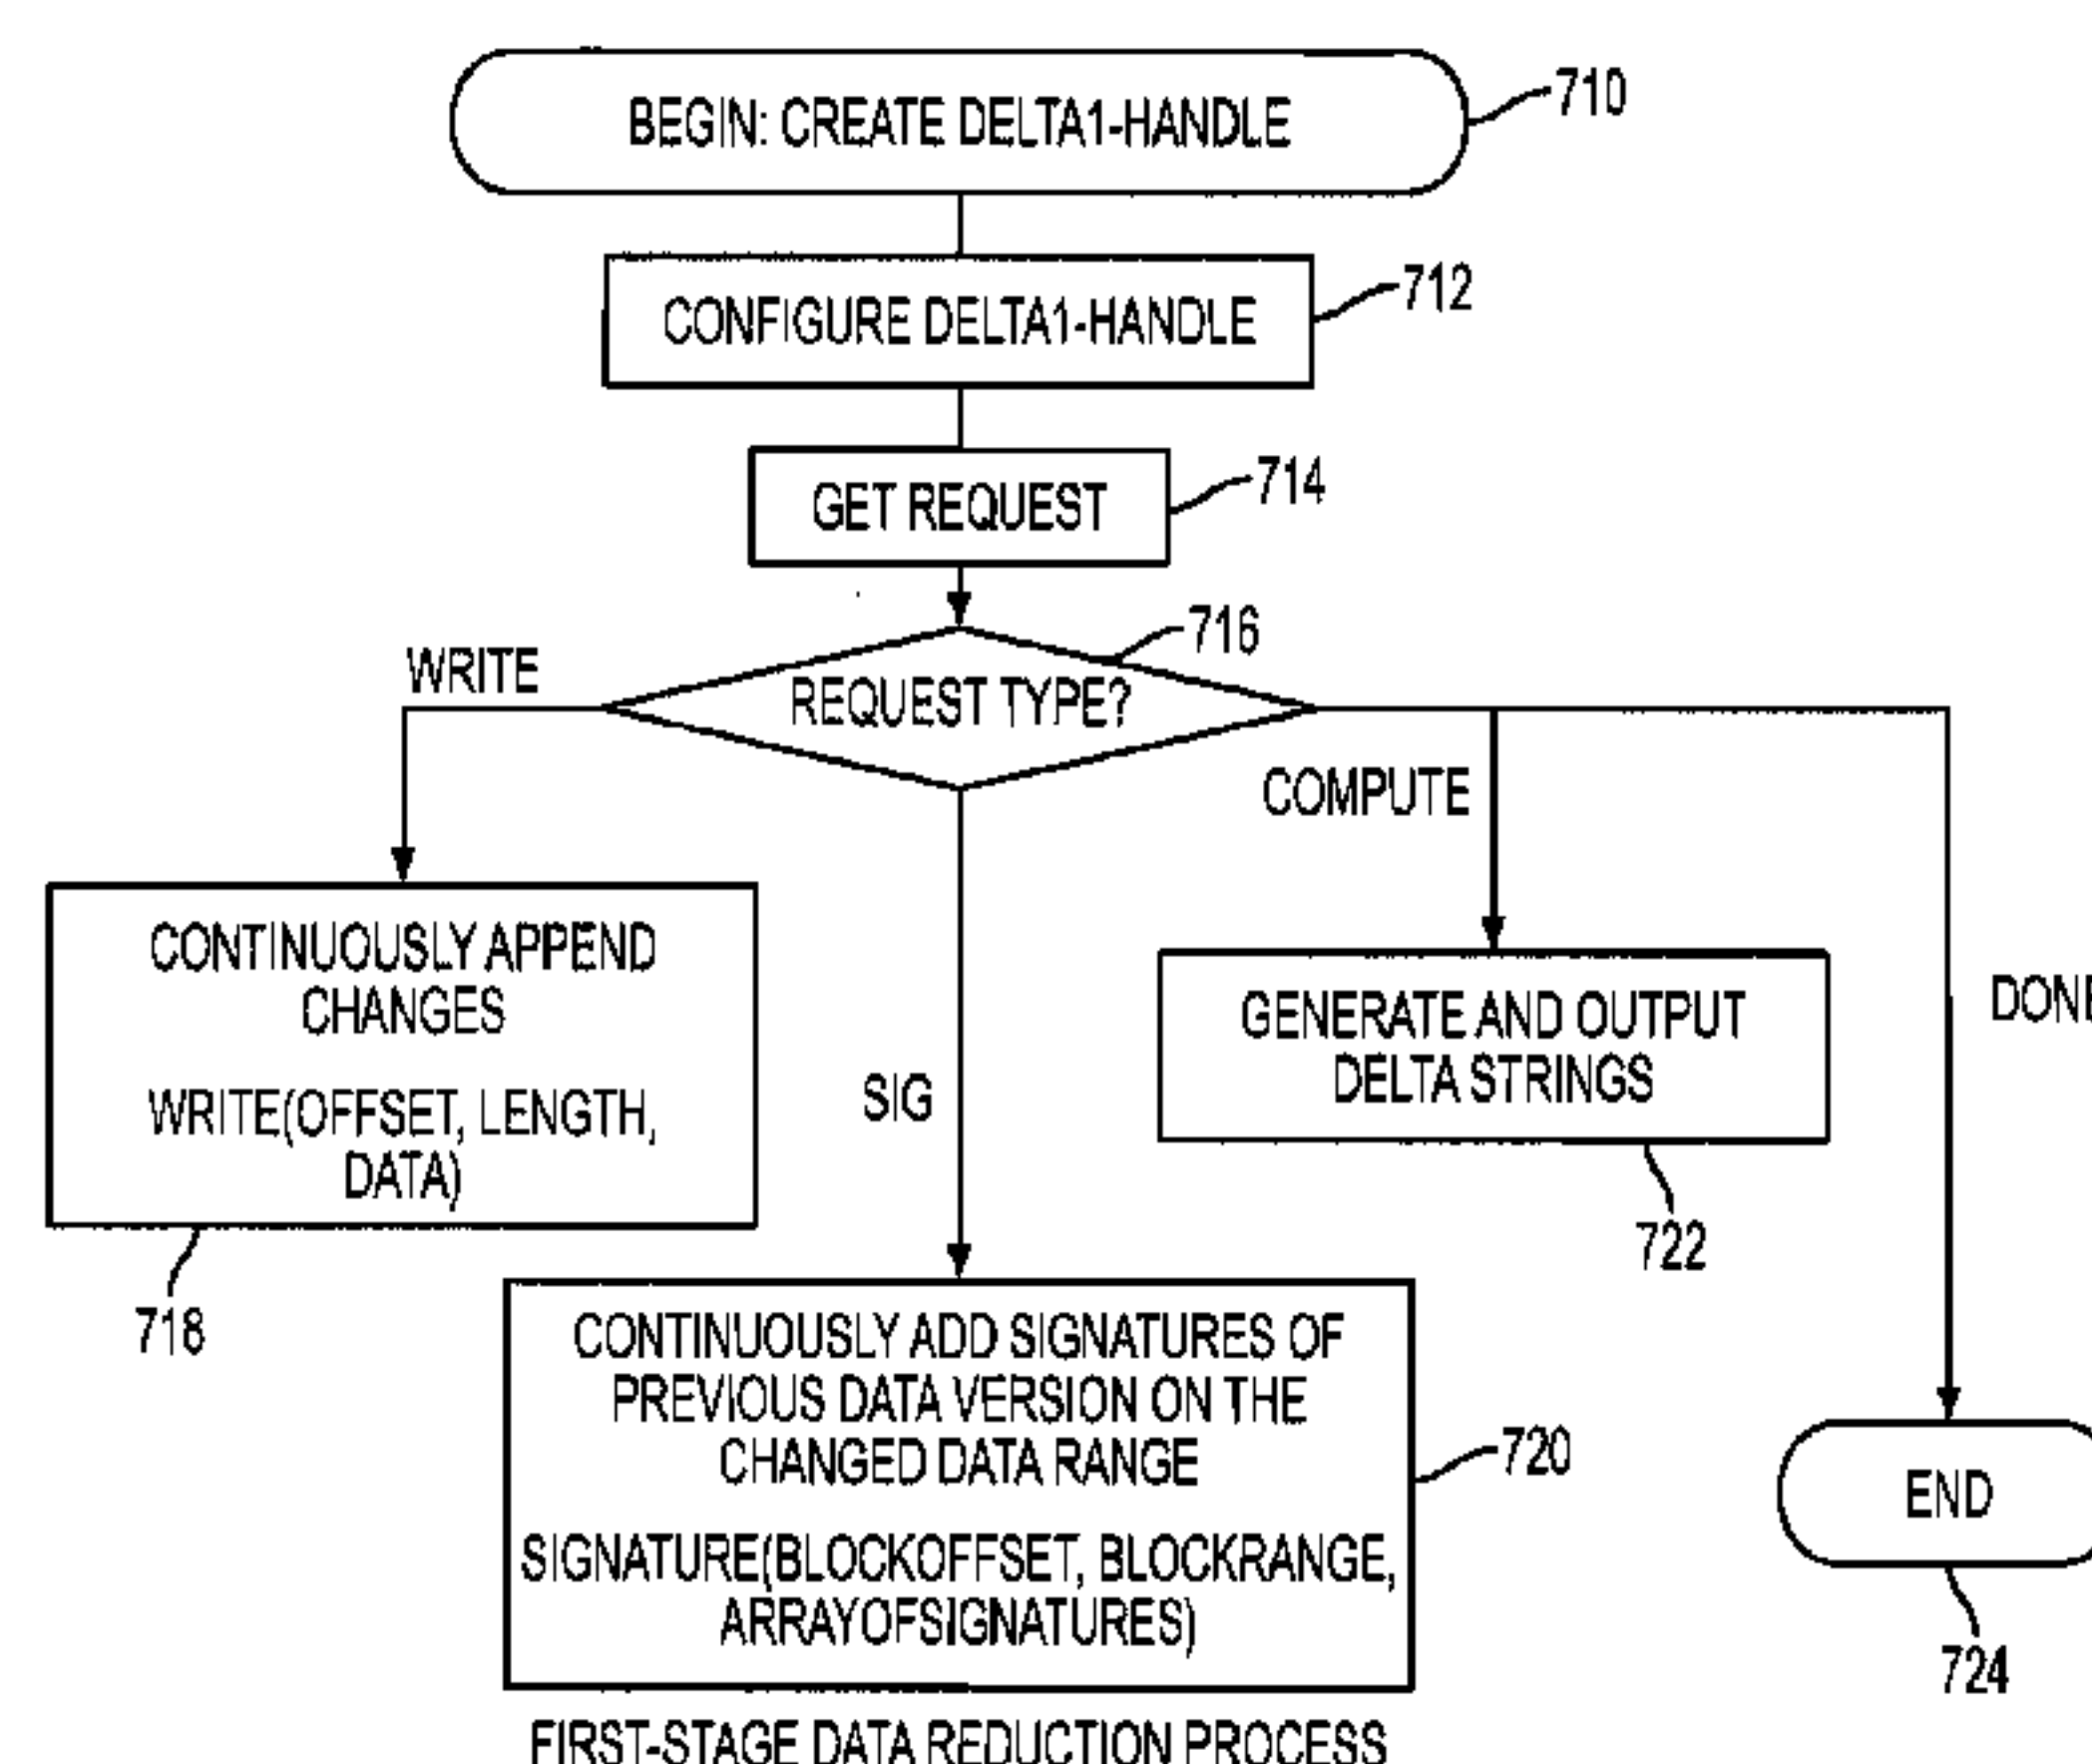 BEGIN: CREATE DELTA1-HANDLE
710
CONFIGURE DELTA1-HANDLE
712
GET REQUEST
714
716
REQUEST TYPE?
WRITE
COMPUTE
CONTINUOUSLY APPEND
CHANGES
WRITE(OFFSET, LENGTH,
DATA)
718
SIG
GENERATE AND OUTPUT
DELTA STRINGS
722
DONE
CONTINUOUSLY ADD SIGNATURES OF
PREVIOUS DATA VERSION ON THE
CHANGED DATA RANGE
SIGNATURE(BLOCKOFFSET, BLOCKRANGE,
ARRAYOFSIGNATURES)
720
END
724
FIRST-STAGE DATA REDUCTION PROCESS